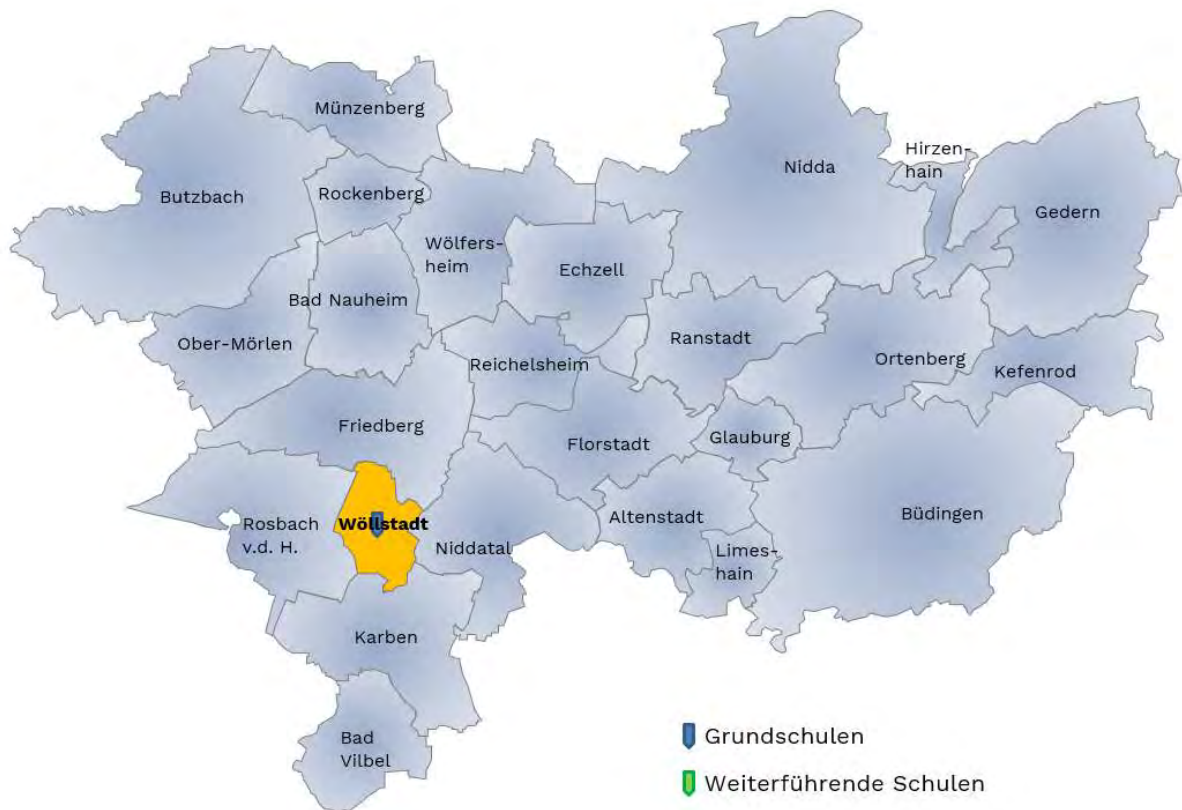 Münzenberg
Hirzen-
hain
Nidda
Butzbach
Rockenberg
Gedern
Wölfers-
heim
Echzell
Bad Nauheim
Ober-Mörlen
Ranstadt
Reichelsheim
Ortenberg
Kefenrod
Friedberg
Florstadt
Glauburg
Rosbach
v.d. H.
Wöllstadt
Niddatal
Altenstadt
Limes-
hain
Büdingen
Karben
Bad
Vilbel
Grundschulen
Weiterführende Schulen